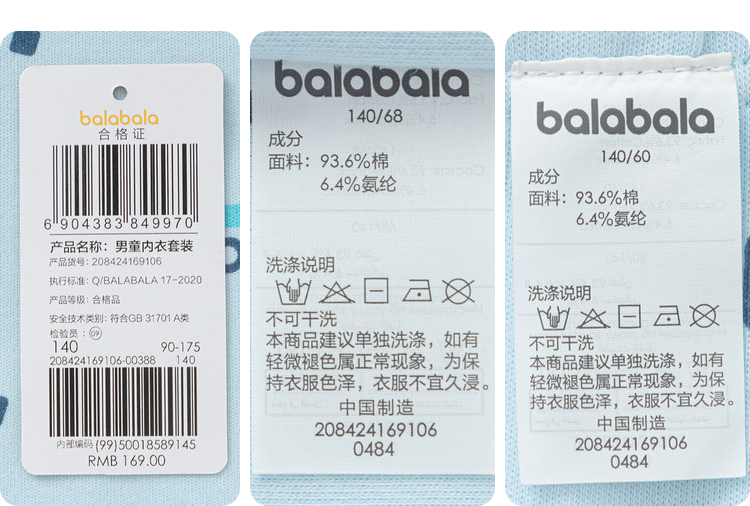 balabala
合格证
6 904383 849970
产品名称：男童内衣套装
产品货号：208424169106
执行标准：Q/BALABALA 17-2020
产品等级：合格品
安全技术类别：符合GB 31701 A类
检验员：09
140 90-175
208424169106-00388 140
内部编码 (99)50018589145
RMB 169.00
balabala
140/68
成分
面料：93.6%棉
6.4%氨纶
洗涤说明
不可干洗
本商品建议单独洗涤，如有
轻微褪色属正常现象，为保
持衣服色泽，衣服不宜久浸。
中国制造
208424169106
0484
balabala
140/60
成分
面料：93.6%棉
6.4%氨纶
洗涤说明
不可干洗
本商品建议单独洗涤，如有
轻微褪色属正常现象，为保
持衣服色泽，衣服不宜久浸。
中国制造
208424169106
0484